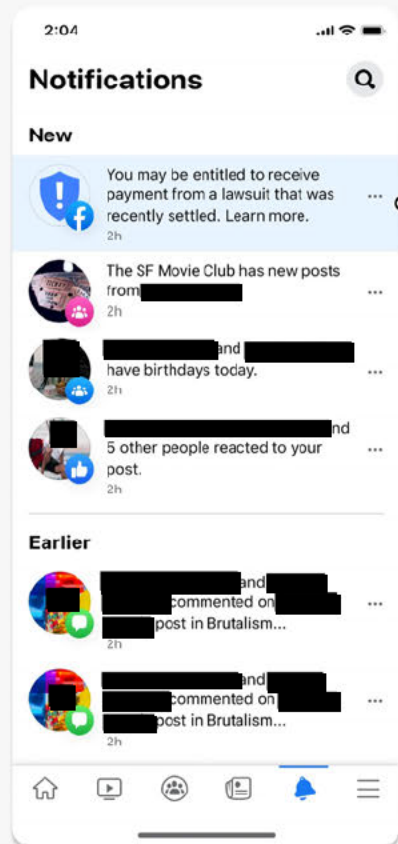 2:04
Notifications
New
You may be entitled to receive
payment from a lawsuit that was
recently settled. Learn more.
2h
The SF Movie Club has new posts
from
2h
and
have birthdays today.
2h
nd
5 other people reacted to your
post.
2h
Earlier
and
commented on
post in Brutalism...
2h
and
commented on
post in Brutalism...
2h